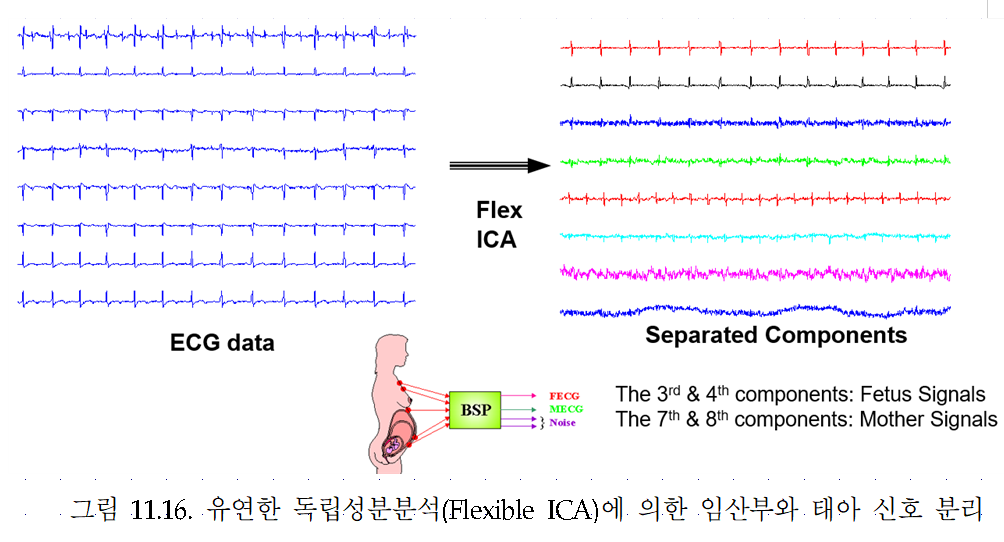 Flex
ICA
ECG data
Separated Components
BSP
FECG
MECG
} Noise
The 3rd & 4th components: Fetus Signals
The 7th & 8th components: Mother Signals
그림 11.16. 유연한 독립성분분석(Flexible ICA)에 의한 임산부와 태아 신호 분리